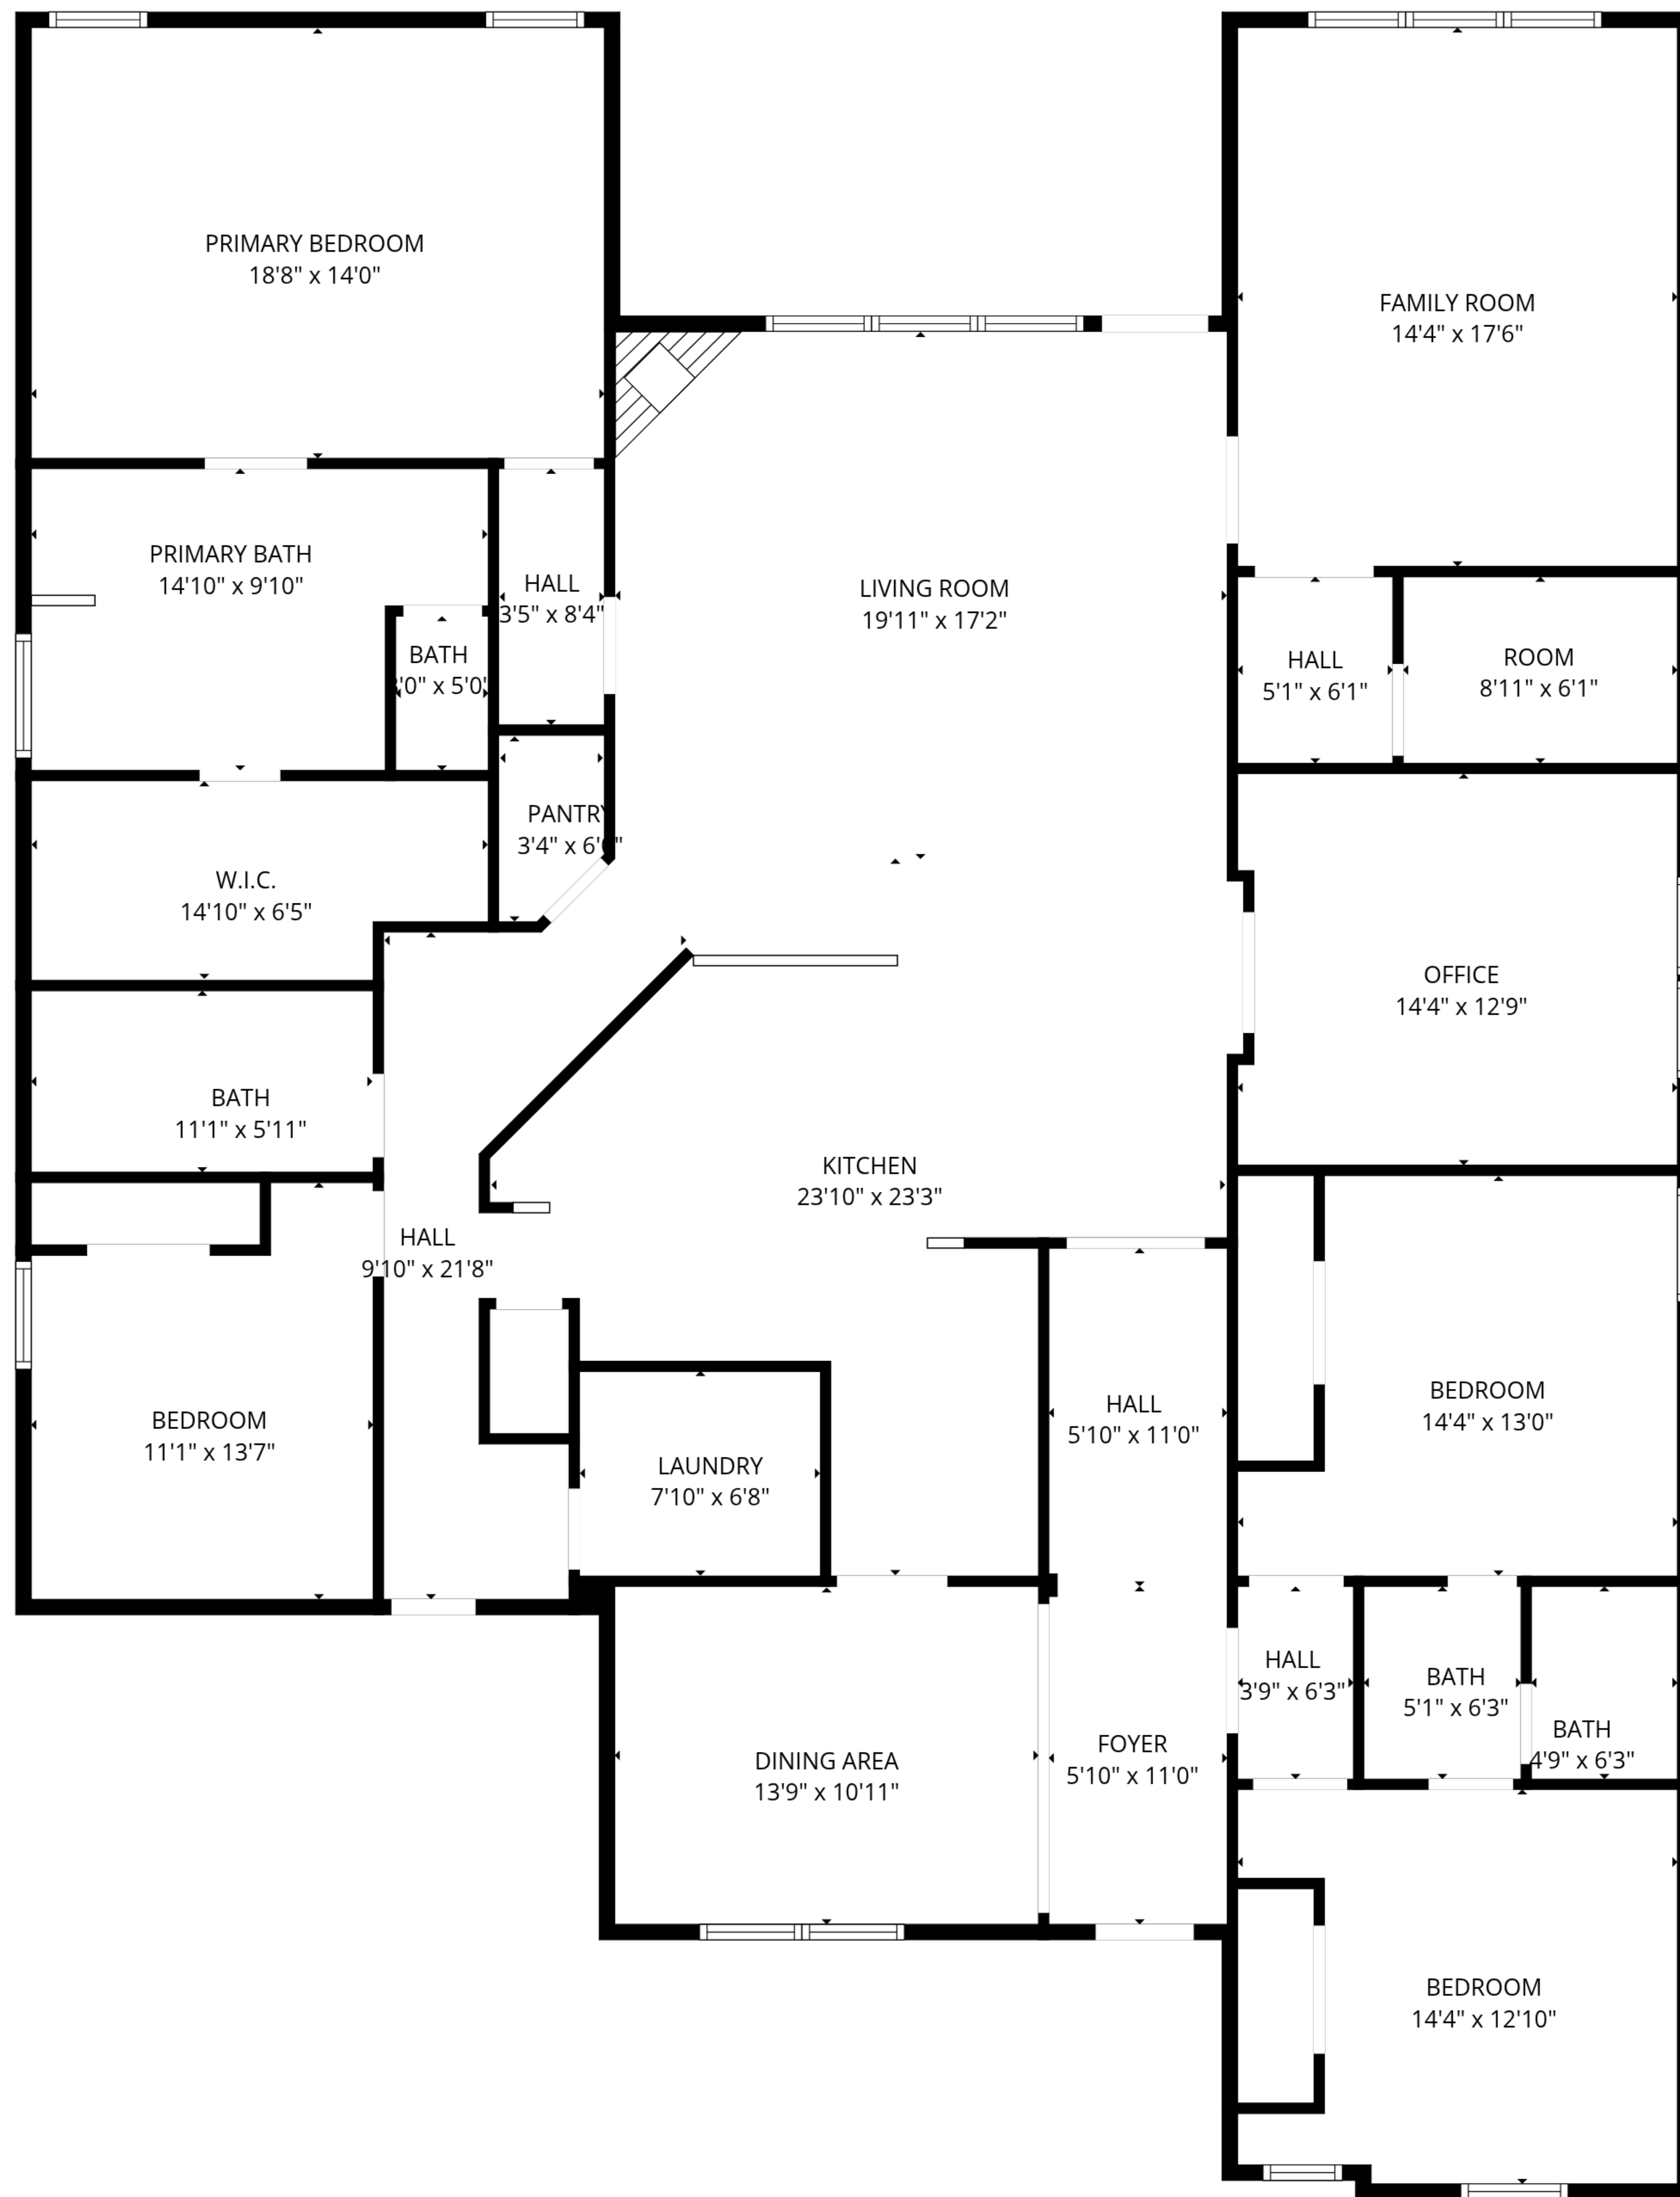 PRIMARY BEDROOM
18'8" x 14'0"
FAMILY ROOM
14'4" x 17'6"
PRIMARY BATH
14'10" x 9'10"
HALL
3'5" x 8'4"
LIVING ROOM
19'11" x 17'2"
BATH
'0" x 5'0"
HALL
5'1" x 6'1"
ROOM
8'11" x 6'1"
PANTRY
3'4" x
W.I.C.
14'10" x 6'5"
OFFICE
14'4" x 12'9"
BATH
11'1" x 5'11"
KITCHEN
23'10" x 23'3"
HALL
9'10" x 21'8"
BEDROOM
11'1" x 13'7"
LAUNDRY
7'10" x 6'8"
HALL
5'10" x 11'0"
BEDROOM
14'4" x 13'0"
HALL
3'9" x 6'3"
BATH
5'1" x 6'3"
BATH
4'9" x 6'3"
DINING AREA
13'9" x 10'11"
FOYER
5'10" x 11'0"
BEDROOM
14'4" x 12'10"